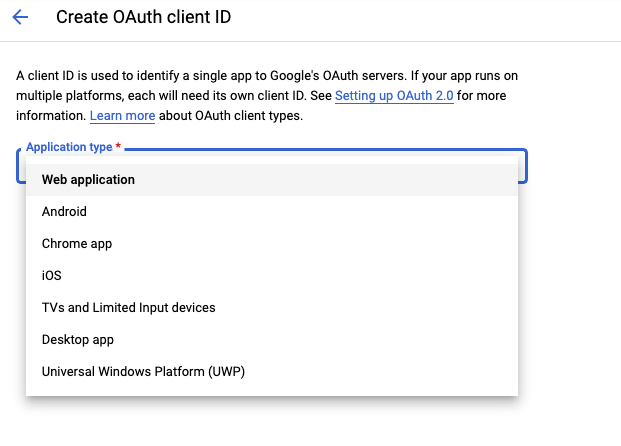 Create OAuth client ID
A client ID is used to identify a single app to Google's OAuth servers. If your app runs on
multiple platforms, each will need its own client ID. See Setting up OAuth 2.0 for more
information. Learn more about OAuth client types.
Application type *
Web application
Android
Chrome app
iOS
TVs and Limited Input devices
Desktop app
Universal Windows Platform (UWP)